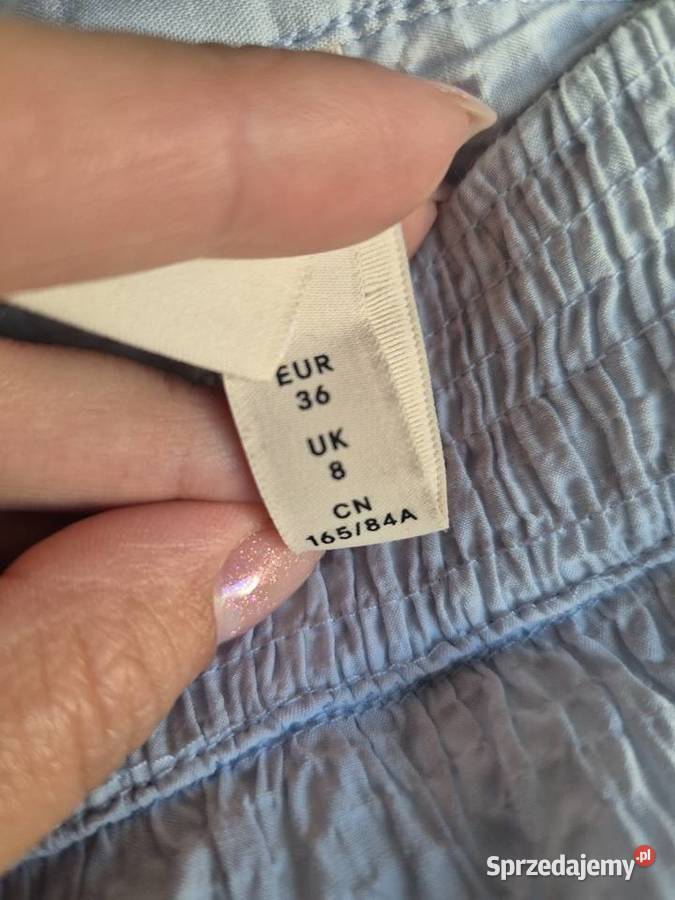 EUR
36
UK
8
CN
165/84A
Sprzedajemy.pl